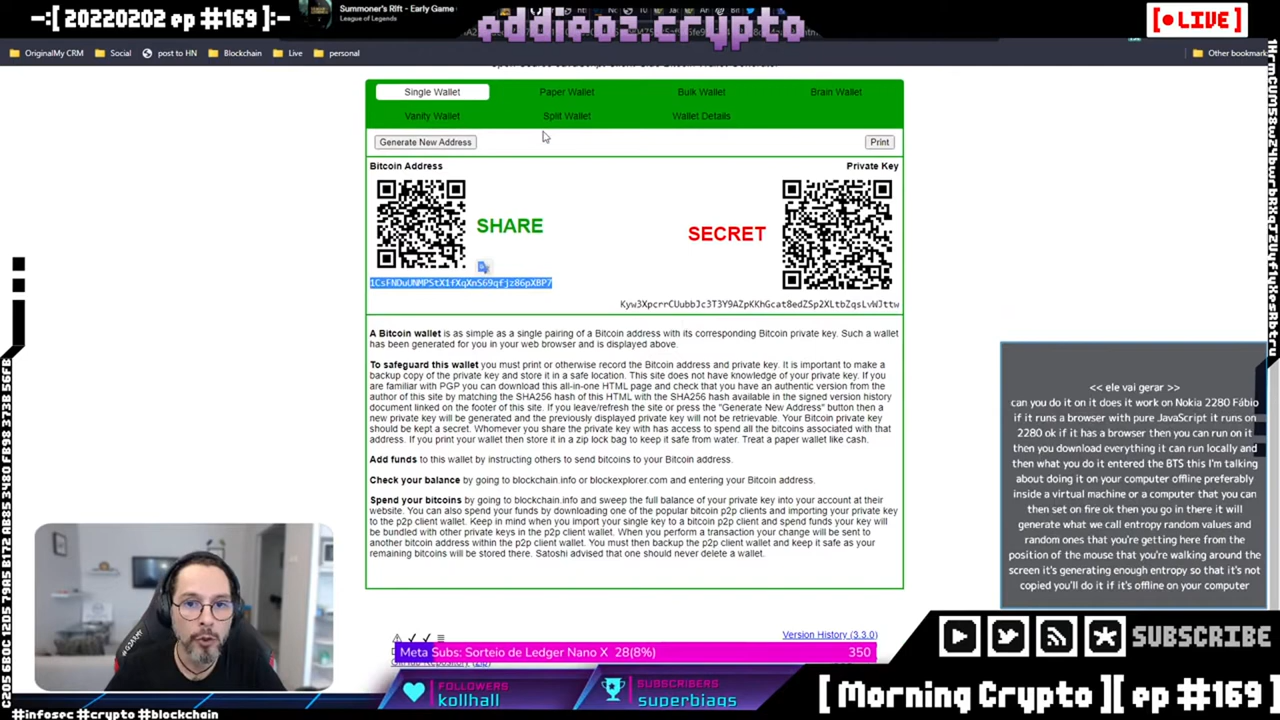 -:[ 20220202 ep #169 ]:-
Summoner's Rift - Early Game
League of Legends
eddieoz.crypto
[● LIVE ]
OriginalMy CRM
Social
post to HN
Blockchain
Live
personal
Other bookmark
Single Wallet
Paper Wallet
Bulk Wallet
Brain Wallet
Vanity Wallet
Split Wallet
Wallet Details
Generate New Address
Print
Bitcoin Address
Private Key
SHARE
SECRET
A Bitcoin wallet is as simple as a single pairing of a Bitcoin address with its corresponding Bitcoin private key. Such a wallet
has been generated for you in your web browser and is displayed above.
To safeguard this wallet you must print or otherwise record the Bitcoin address and private key. It is important to make a
backup copy of the private key and store it in a safe location. This site does not have knowledge of your private key. If you
are familiar with PGP you can download this all-in-one HTML page and check that you have an authentic version from the
author of this site by matching the SHA256 hash of this HTML with the SHA256 hash available in the signed version history
document linked on the footer of this site. If you leave/refresh the site or press the "Generate New Address" button then a
new private key will be generated and the previously displayed private key will not be retrievable. Your Bitcoin private key
should be kept a secret. Whomever you share the private key with has access to spend all the bitcoins associated with that
address. If you print your wallet then store it in a zip lock bag to keep it safe from water. Treat a paper wallet like cash.
Add funds to this wallet by instructing others to send bitcoins to your Bitcoin address.
Check your balance by going to blockchain.info or blockexplorer.com and entering your Bitcoin address.
Spend your bitcoins by going to blockchain.info and sweep the full balance of your private key into your account at their
website. You can also spend your funds by downloading one of the popular bitcoin p2p clients and importing your private key
to the p2p client wallet. Keep in mind when you import your single key to a bitcoin p2p client and spend funds your key will
be bundled with other private keys in the p2p client wallet. When you perform a transaction your change will be sent to
another bitcoin address within the p2p client wallet. You must then backup the p2p client wallet and keep it safe as your
remaining bitcoins will be stored there. Satoshi advised that one should never delete a wallet.
Version History (3.3.0)
<< ele vai gerar >>
can you do it on it does it work on Nokia 2280 Fábio
if it runs a browser with pure JavaScript it runs on
2280 ok if it has a browser then you can run on it
then you download everything it can run locally and
then what you do it entered the BTS this I'm talking
about doing it on your computer offline preferably
inside a virtual machine or a computer that you can
then set on fire ok then you go in there it will
generate what we call entropy random values and
random ones that you're getting here from the
position of the mouse that you're walking around the
screen it's generating enough entropy so that it's not
copied you'll do it if it's offline on your computer
Meta Subs: Sorteio de Ledger Nano X 28(8%)
350
FOLLOWERS
kollhall
SUBSCRIBERS
superbiaqs
SUBSCRIBE
[ Morning Crypto ][ ep #169 ]
#infosec #crypto #blockchain